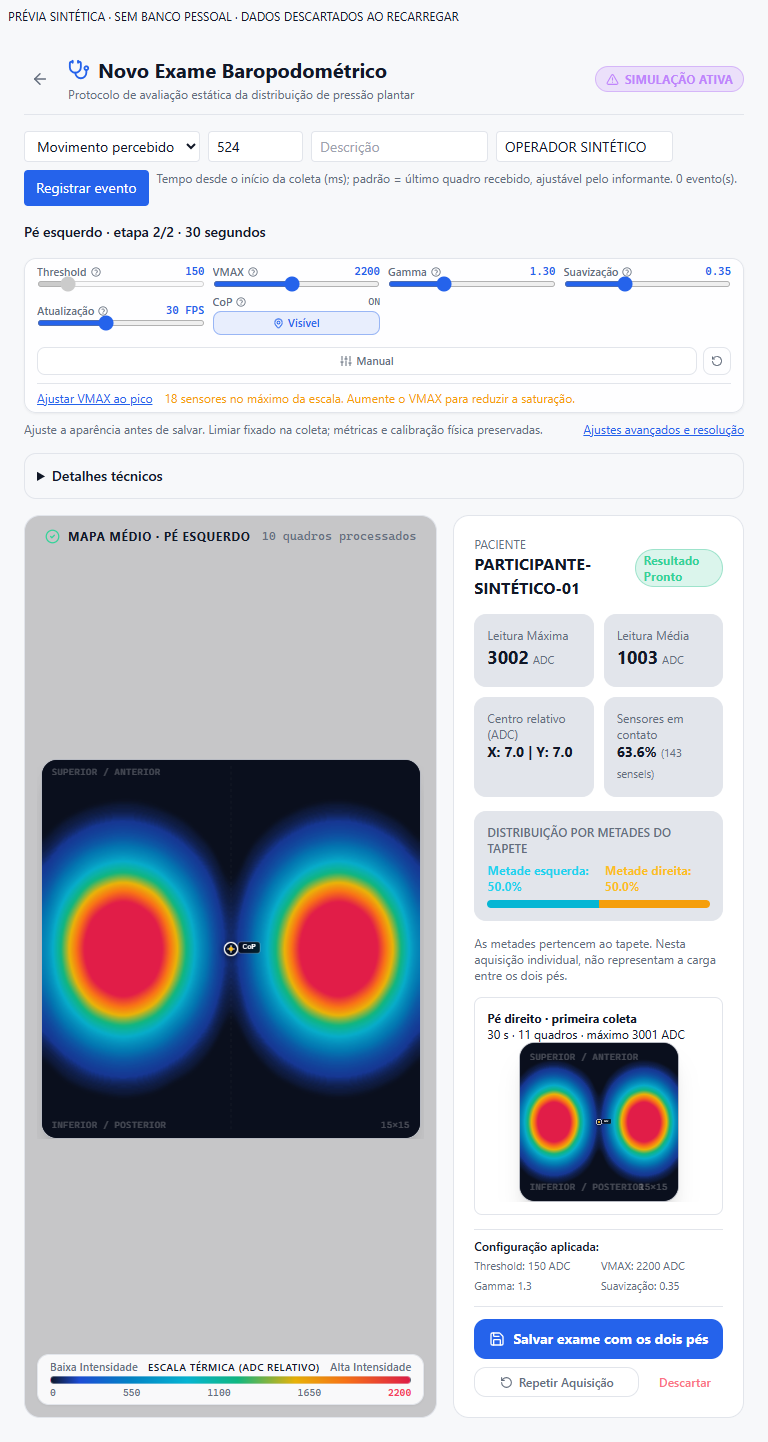 PRÉVIA SINTÉTICA · SEM BANCO PESSOAL · DADOS DESCARTADOS AO RECARREGAR
Novo Exame Baropodométrico
Protocolo de avaliação estática da distribuição de pressão plantar
SIMULAÇÃO ATIVA
Movimento percebido
524
Descrição
OPERADOR SINTÉTICO
Registrar evento
Tempo desde o início da coleta (ms); padrão = último quadro recebido, ajustável pelo informante. 0 evento(s).
Pé esquerdo · etapa 2/2 · 30 segundos
Threshold 150
VMAX 2200
Gamma 1.30
Suavização 0.35
Atualização 30 FPS
CoP ON
Visível
Manual
Ajustar VMAX ao pico
18 sensores no máximo da escala. Aumente o VMAX para reduzir a saturação.
Ajuste a aparência antes de salvar. Limiar fixado na coleta; métricas e calibração física preservadas.
Ajustes avançados e resolução
Detalhes técnicos
MAPA MÉDIO · PÉ ESQUERDO
10 quadros processados
SUPERIOR / ANTERIOR
CoP
INFERIOR / POSTERIOR
15×15
Baixa Intensidade
ESCALA TÉRMICA (ADC RELATIVO)
Alta Intensidade
0 550 1100 1650 2200
PACIENTE
PARTICIPANTE-
SINTÉTICO-01
Resultado
Pronto
Leitura Máxima
3002 ADC
Leitura Média
1003 ADC
Centro relativo
(ADC)
X: 7.0 | Y: 7.0
Sensores em
contato
63.6% (143
sensels)
DISTRIBUIÇÃO POR METADES DO
TAPETE
Metade esquerda:
50.0%
Metade direita:
50.0%
As metades pertencem ao tapete. Nesta
aquisição individual, não representam a carga
entre os dois pés.
Pé direito · primeira coleta
30 s · 11 quadros · máximo 3001 ADC
SUPERIOR / ANTERIOR
INFERIOR / POSTERIOR
15×15
Configuração aplicada:
Threshold: 150 ADC
VMAX: 2200 ADC
Gamma: 1.3
Suavização: 0.35
Salvar exame com os dois pés
Repetir Aquisição
Descartar